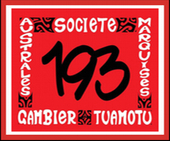 SOCIETE
AUSTRALES
193
MARQUISES
GAMBIER TUAMOTU